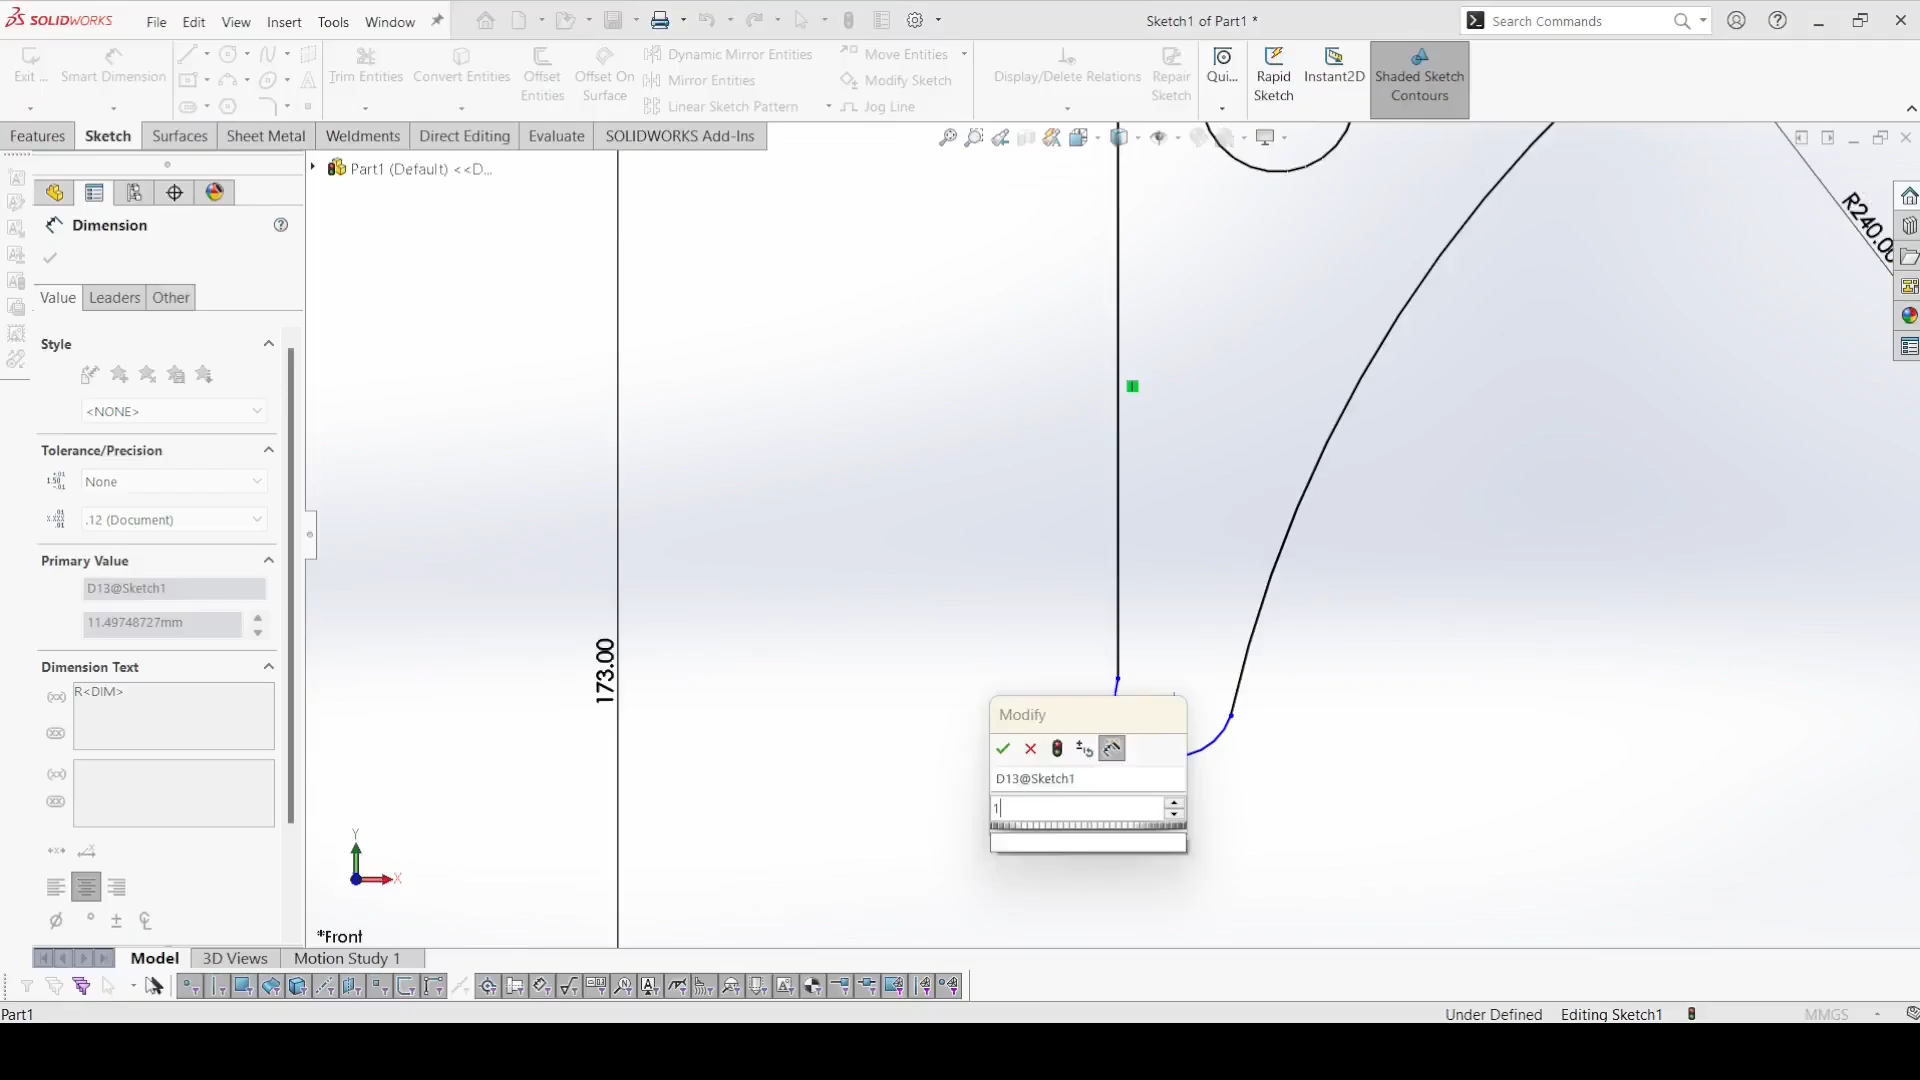 SOLIDWORKS File Edit View Insert Tools Window Sketch1 of Part1 * Search Commands
Exit ... Smart Dimension Trim Entities Convert Entities Offset Entities Offset On Surface Dynamic Mirror Entities Mirror Entities Linear Sketch Pattern Move Entities Modify Sketch Jog Line Display/Delete Relations Repair Sketch Qui... Rapid Sketch Instant2D Shaded Sketch Contours
Features Sketch Surfaces Sheet Metal Weldments Direct Editing Evaluate SOLIDWORKS Add-Ins
Part1 (Default) <<D...
Dimension
Value Leaders Other
Style
<NONE>
Tolerance/Precision
None
.12 (Document)
Primary Value
D13@Sketch1
11.49748727mm
Dimension Text
R<DIM>
173.00
R240.00
Modify
D13@Sketch1
1
Y
X
*Front
Model 3D Views Motion Study 1
Part1 Under Defined Editing Sketch1 MMGS